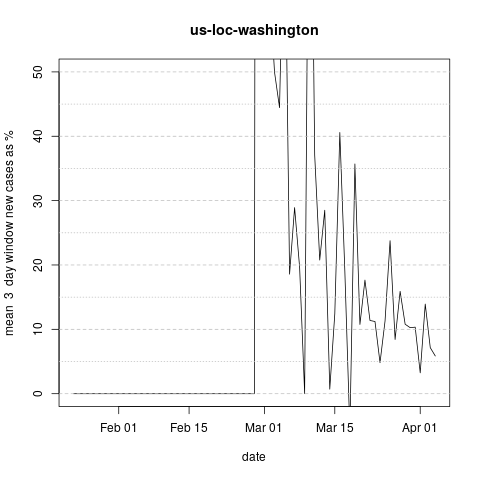 us-loc-washington
50
40
30
20
10
0
mean 3 day window new cases as %
Feb 01 Feb 15 Mar 01 Mar 15 Apr 01
date